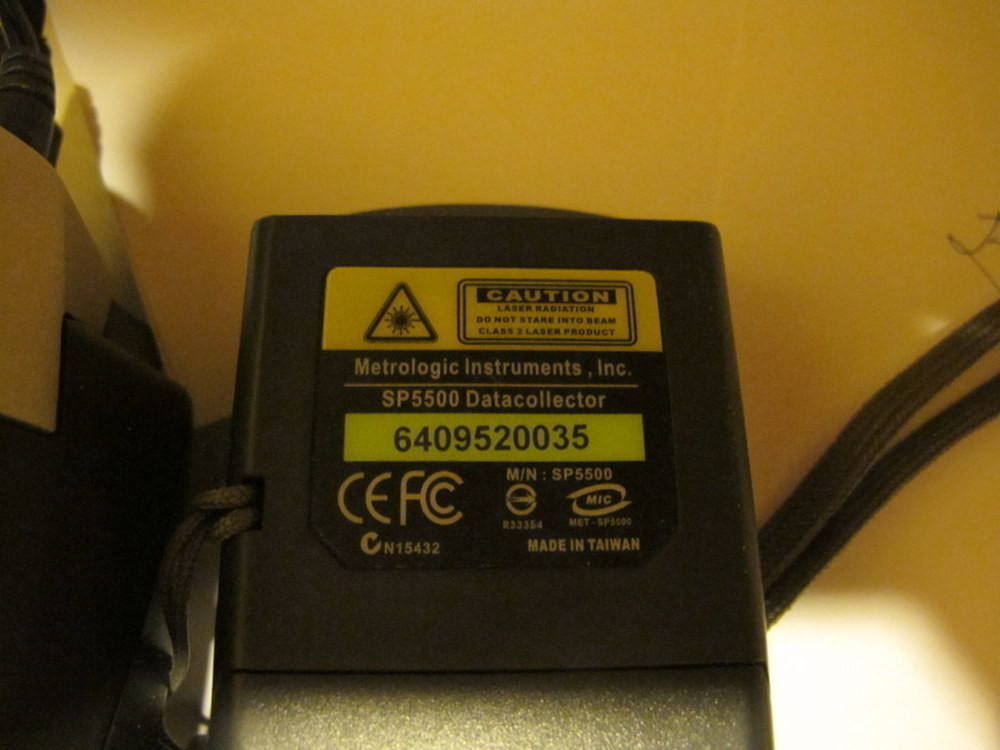 CAUTION
LASER RADIATION
DO NOT STARE INTO BEAM
CLASS 2 LASER PRODUCT
Metrologic Instruments , Inc.
SP5500 Datacollector
6409520035
M/N : SP5500
CE FC MIC
R33354 MET - SP5500
N15432 MADE IN TAIWAN